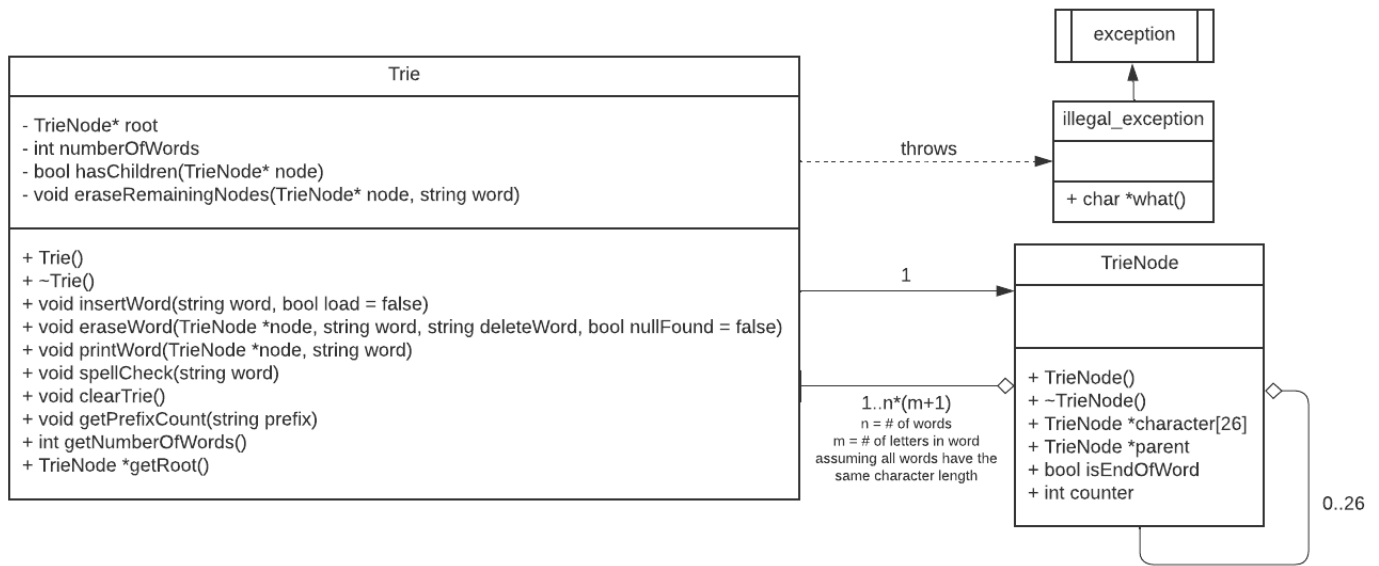 Trie
- TrieNode* root
- int numberOfWords
- bool hasChildren(TrieNode* node)
- void eraseRemainingNodes(TrieNode* node, string word)
+ Trie()
+ ~Trie()
+ void insertWord(string word, bool load = false)
+ void eraseWord(TrieNode *node, string word, string deleteWord, bool nullFound = false)
+ void printWord(TrieNode *node, string word)
+ void spellCheck(string word)
+ void clearTrie()
+ void getPrefixCount(string prefix)
+ int getNumberOfWords()
+ TrieNode *getRoot()
throws
exception
illegal_exception
+ char *what()
1
1..n*(m+1)
n = # of words
m = # of letters in word
assuming all words have the
same character length
TrieNode
+ TrieNode()
+ ~TrieNode()
+ TrieNode *character[26]
+ TrieNode *parent
+ bool isEndOfWord
+ int counter
0..26